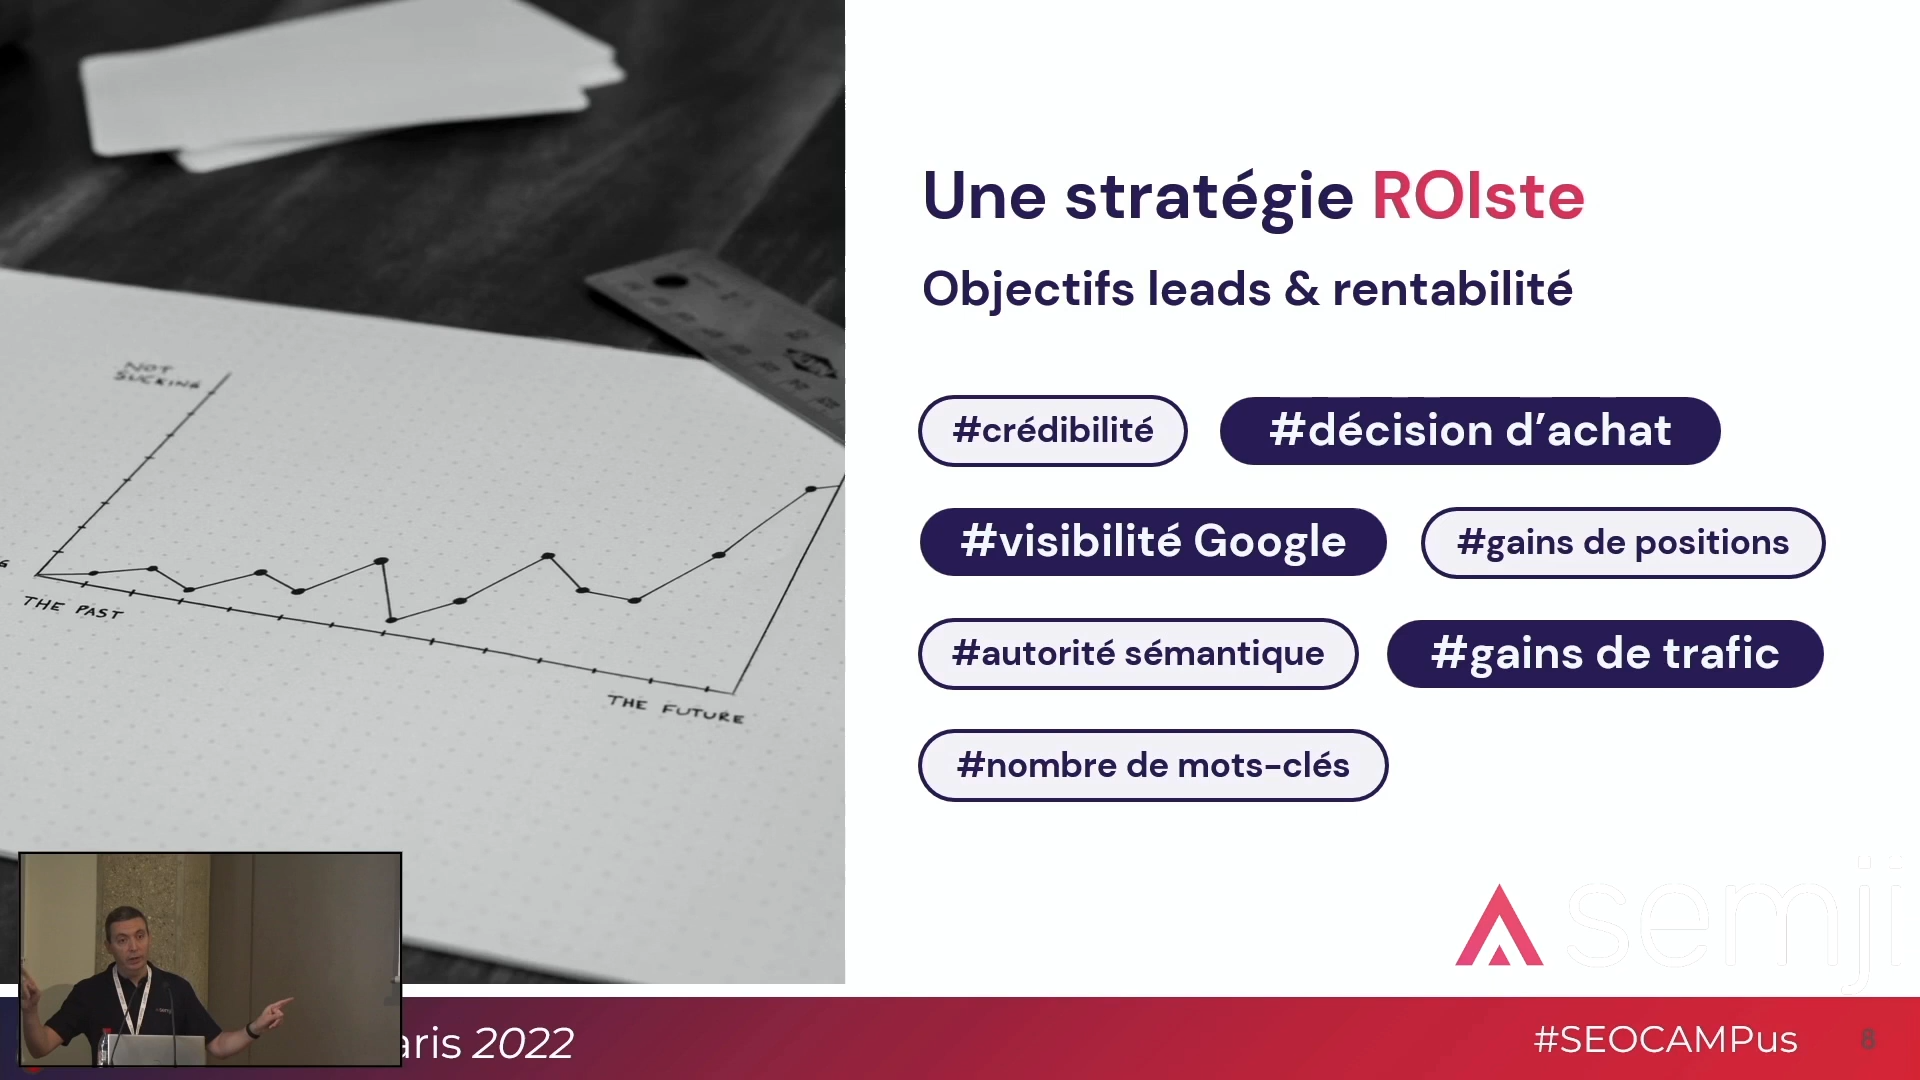 NOT
SUCKING
THE PAST
THE FUTURE
Une stratégie ROIste
Objectifs leads & rentabilité
#crédibilité
#décision d’achat
#visibilité Google
#gains de positions
#autorité sémantique
#gains de trafic
#nombre de mots-clés
semji
aris 2022
#SEOCAMPus
8